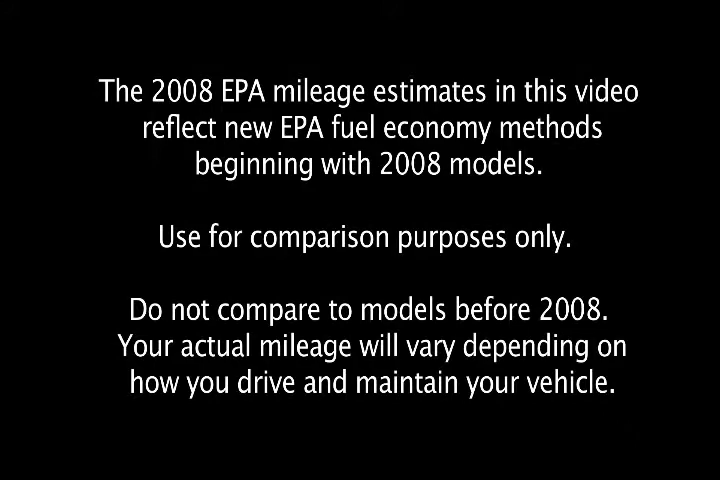 The 2008 EPA mileage estimates in this video
reflect new EPA fuel economy methods
beginning with 2008 models.
Use for comparison purposes only.
Do not compare to models before 2008.
Your actual mileage will vary depending on
how you drive and maintain your vehicle.